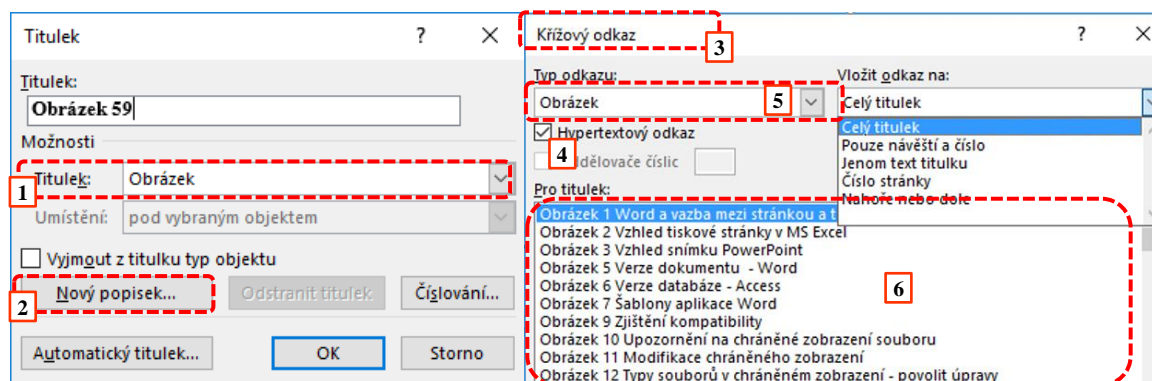 Titulek ? ×
Titulek:
Obrázek 59
Možnosti
Titulek: Obrázek
1
Umístění: pod vybraným objektem
Vyjmout z titulku typ objektu
Nový popisek... Odstranit titulek Číslování...
2
Automatický titulek... OK Storno
Křížový odkaz ? ×
3
Typ odkazu: Vložit odkaz na:
Obrázek 5 Celý titulek
Hypertextový odkaz
4
Celý titulek
Pouze návěští a číslo
Jenom text titulku
Číslo stránky
Nahoře nebo dole
číslic
Pro titulek:
Obrázek 1 Word a vazba mezi stránkou a t
Obrázek 2 Vzhled tiskové stránky v MS Excel
Obrázek 3 Vzhled snímku PowerPoint
Obrázek 5 Verze dokumentu - Word
Obrázek 6 Verze databáze - Access
6
Obrázek 7 Šablony aplikace Word
Obrázek 9 Zjištění kompatibility
Obrázek 10 Upozornění na chráněné zobrazení souboru
Obrázek 11 Modifikace chráněného zobrazení
Obrázek 12 Typy souborů v chráněném zobrazení - povolit úpravy